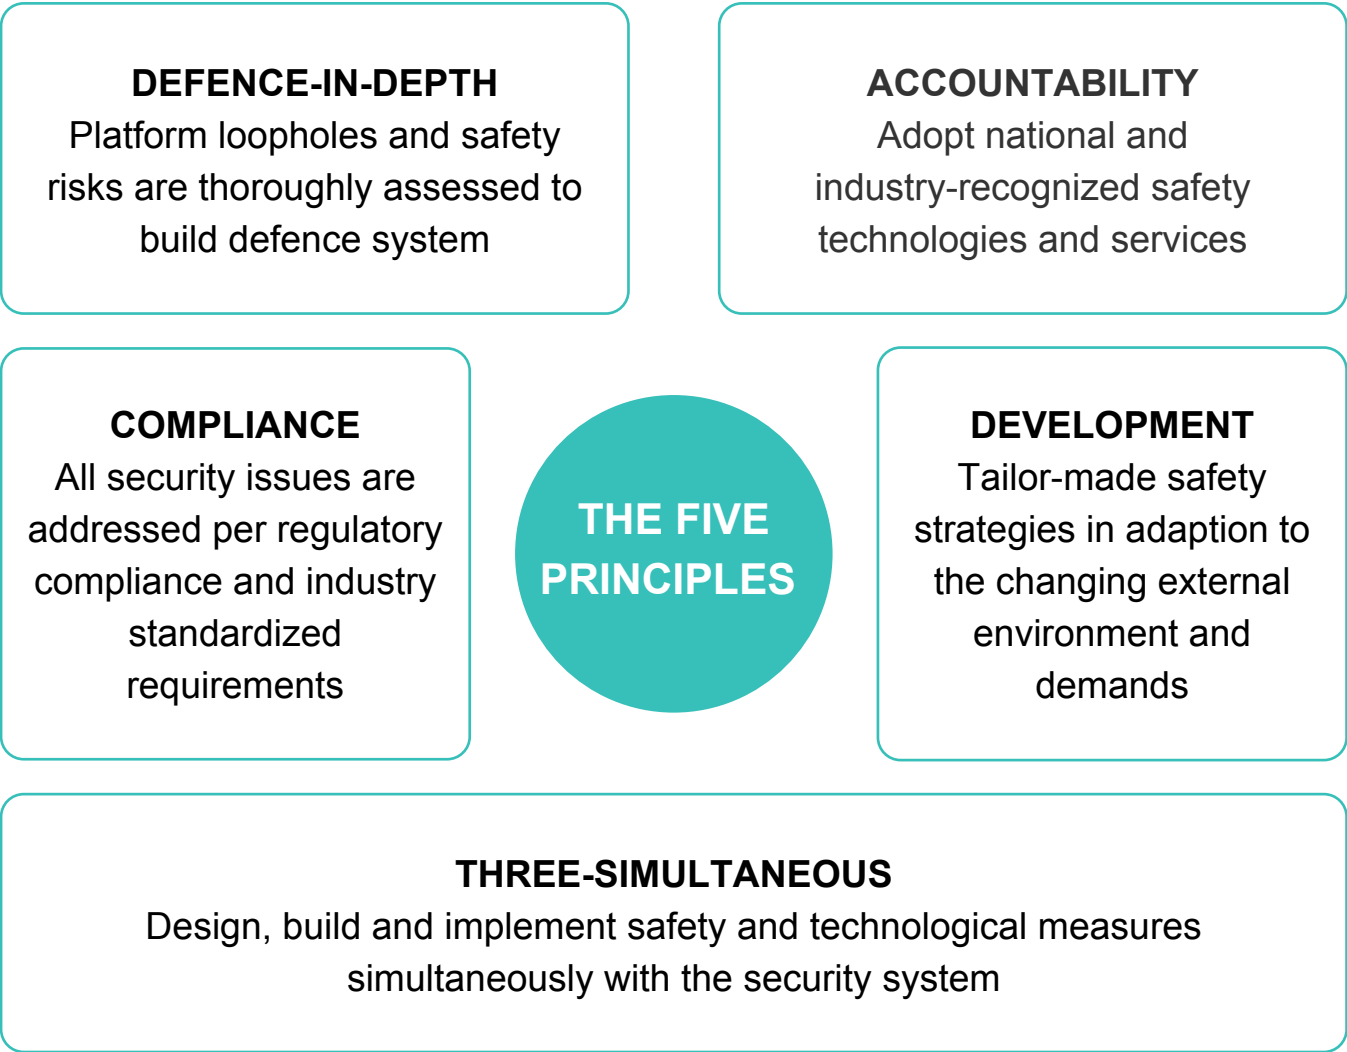 DEFENCE-IN-DEPTH
Platform loopholes and safety
risks are thoroughly assessed to
build defence system
ACCOUNTABILITY
Adopt national and
industry-recognized safety
technologies and services
COMPLIANCE
All security issues are
addressed per regulatory
compliance and industry
standardized
requirements
THE FIVE
PRINCIPLES
DEVELOPMENT
Tailor-made safety
strategies in adaption to
the changing external
environment and
demands
THREE-SIMULTANEOUS
Design, build and implement safety and technological measures
simultaneously with the security system